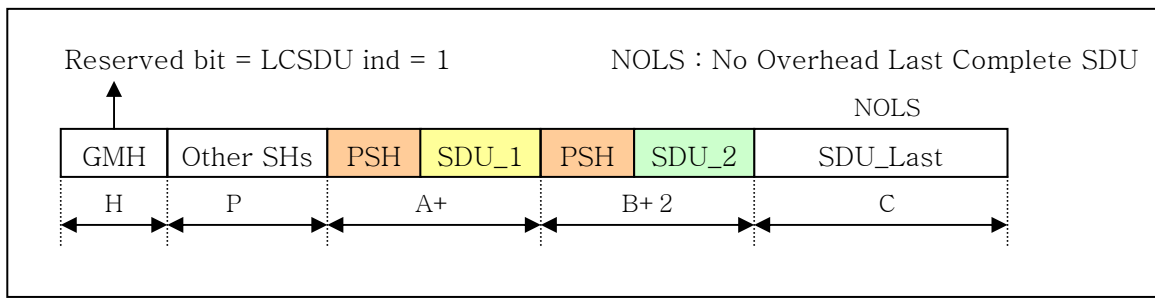 Reserved bit = LCSDU ind = 1 NOLS : No Overhead Last Complete SDU
NOLS
GMH Other SHs PSH SDU_1 PSH SDU_2 SDU_Last
H P A+ B+ 2 C